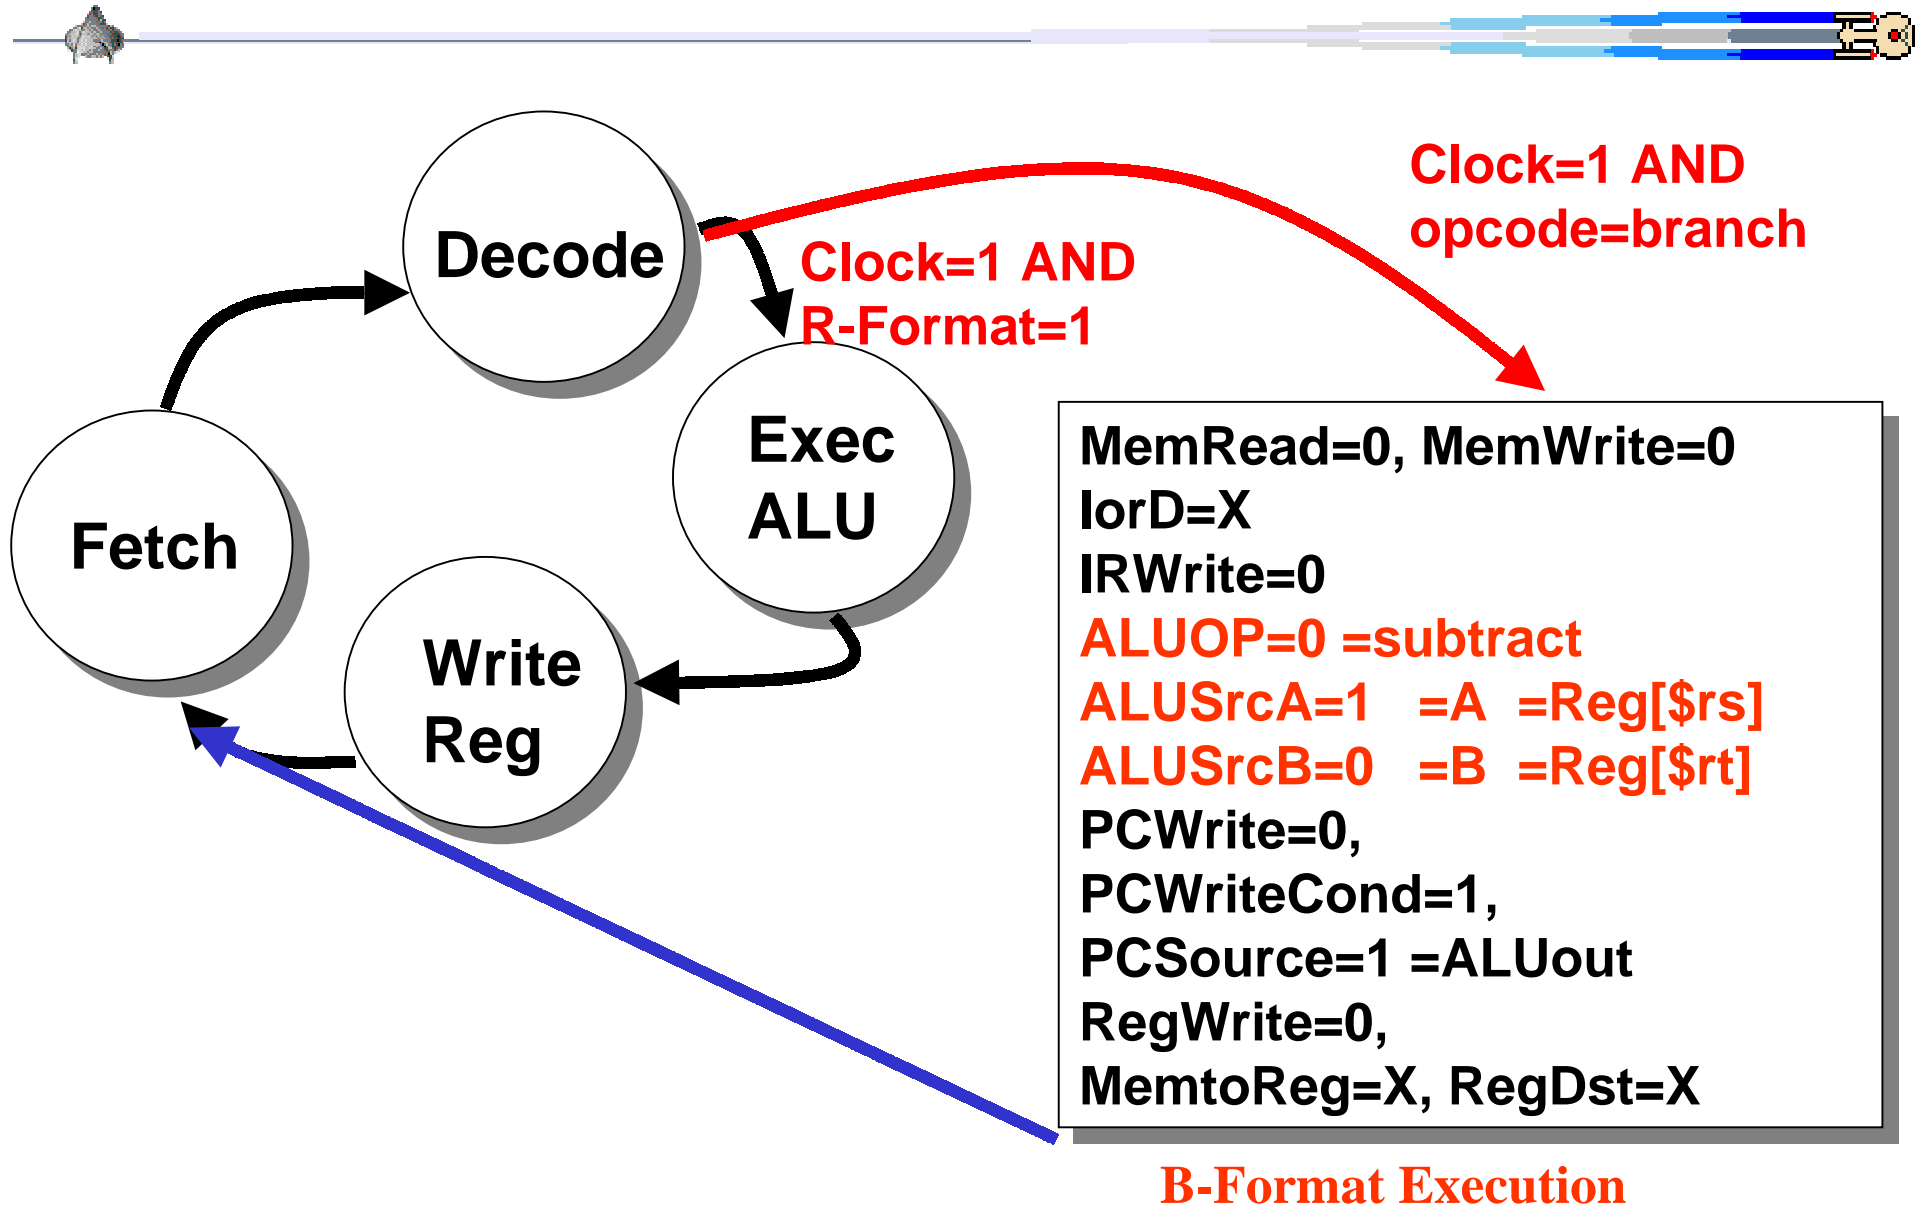 Decode
Clock=1 AND
opcode=branch
Clock=1 AND
R-Format=1
Exec
ALU
Fetch
Write
Reg
MemRead=0, MemWrite=0
IorD=X
IRWrite=0
ALUOP=0 =subtract
ALUSrcA=1 =A =Reg[$rs]
ALUSrcB=0 =B =Reg[$rt]
PCWrite=0,
PCWriteCond=1,
PCSource=1 =ALUout
RegWrite=0,
MemtoReg=X, RegDst=X
B-Format Execution